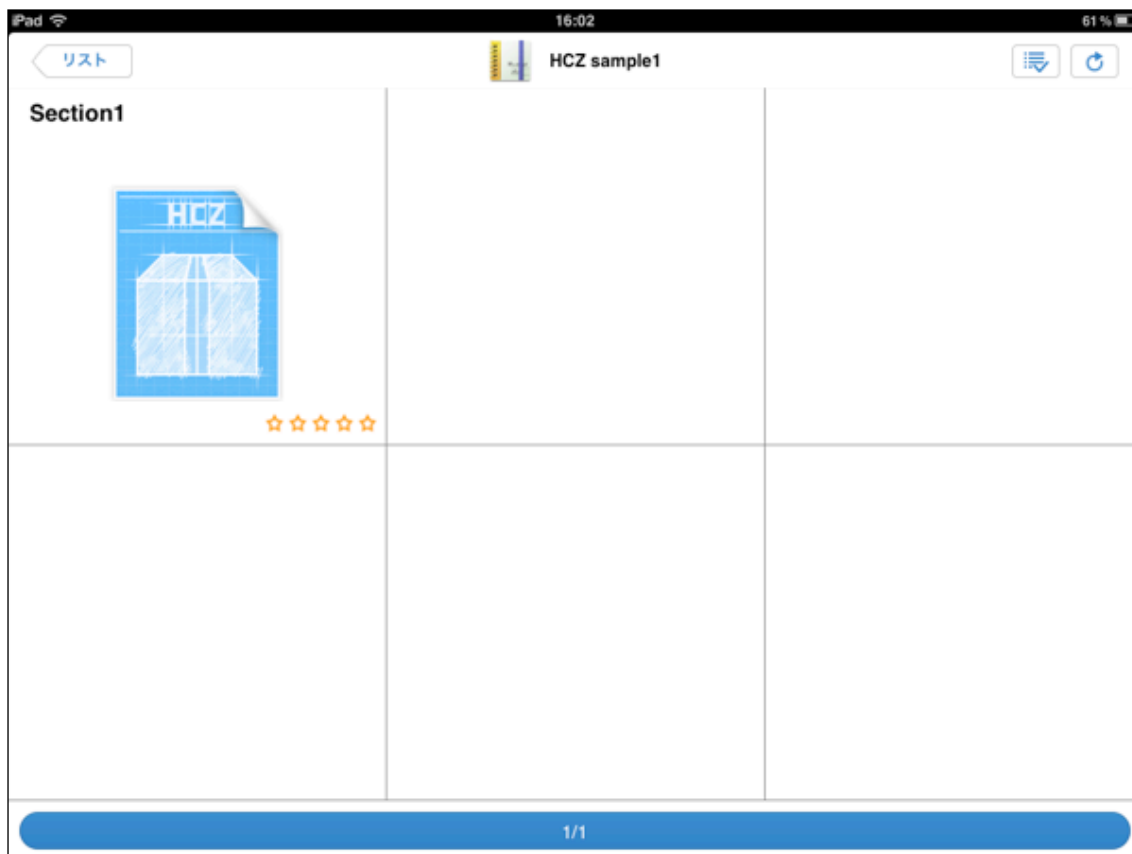 iPad 16:02 61 %
リスト HCZ sample1
Section1
HCZ
1/1